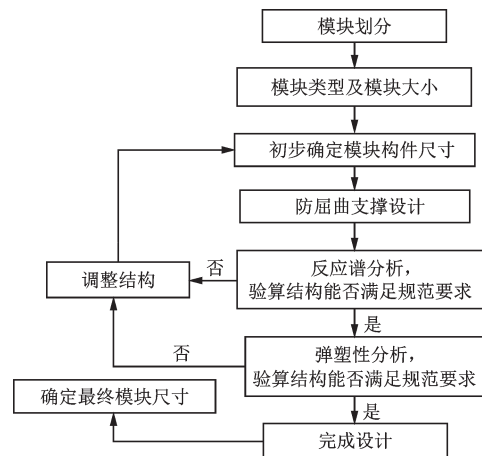 模块划分
模块类型及模块大小
初步确定模块构件尺寸
防屈曲支撑设计
反应谱分析，
验算结构能否满足规范要求
否
调整结构
是
弹塑性分析，
验算结构能否满足规范要求
否
确定最终模块尺寸
是
完成设计